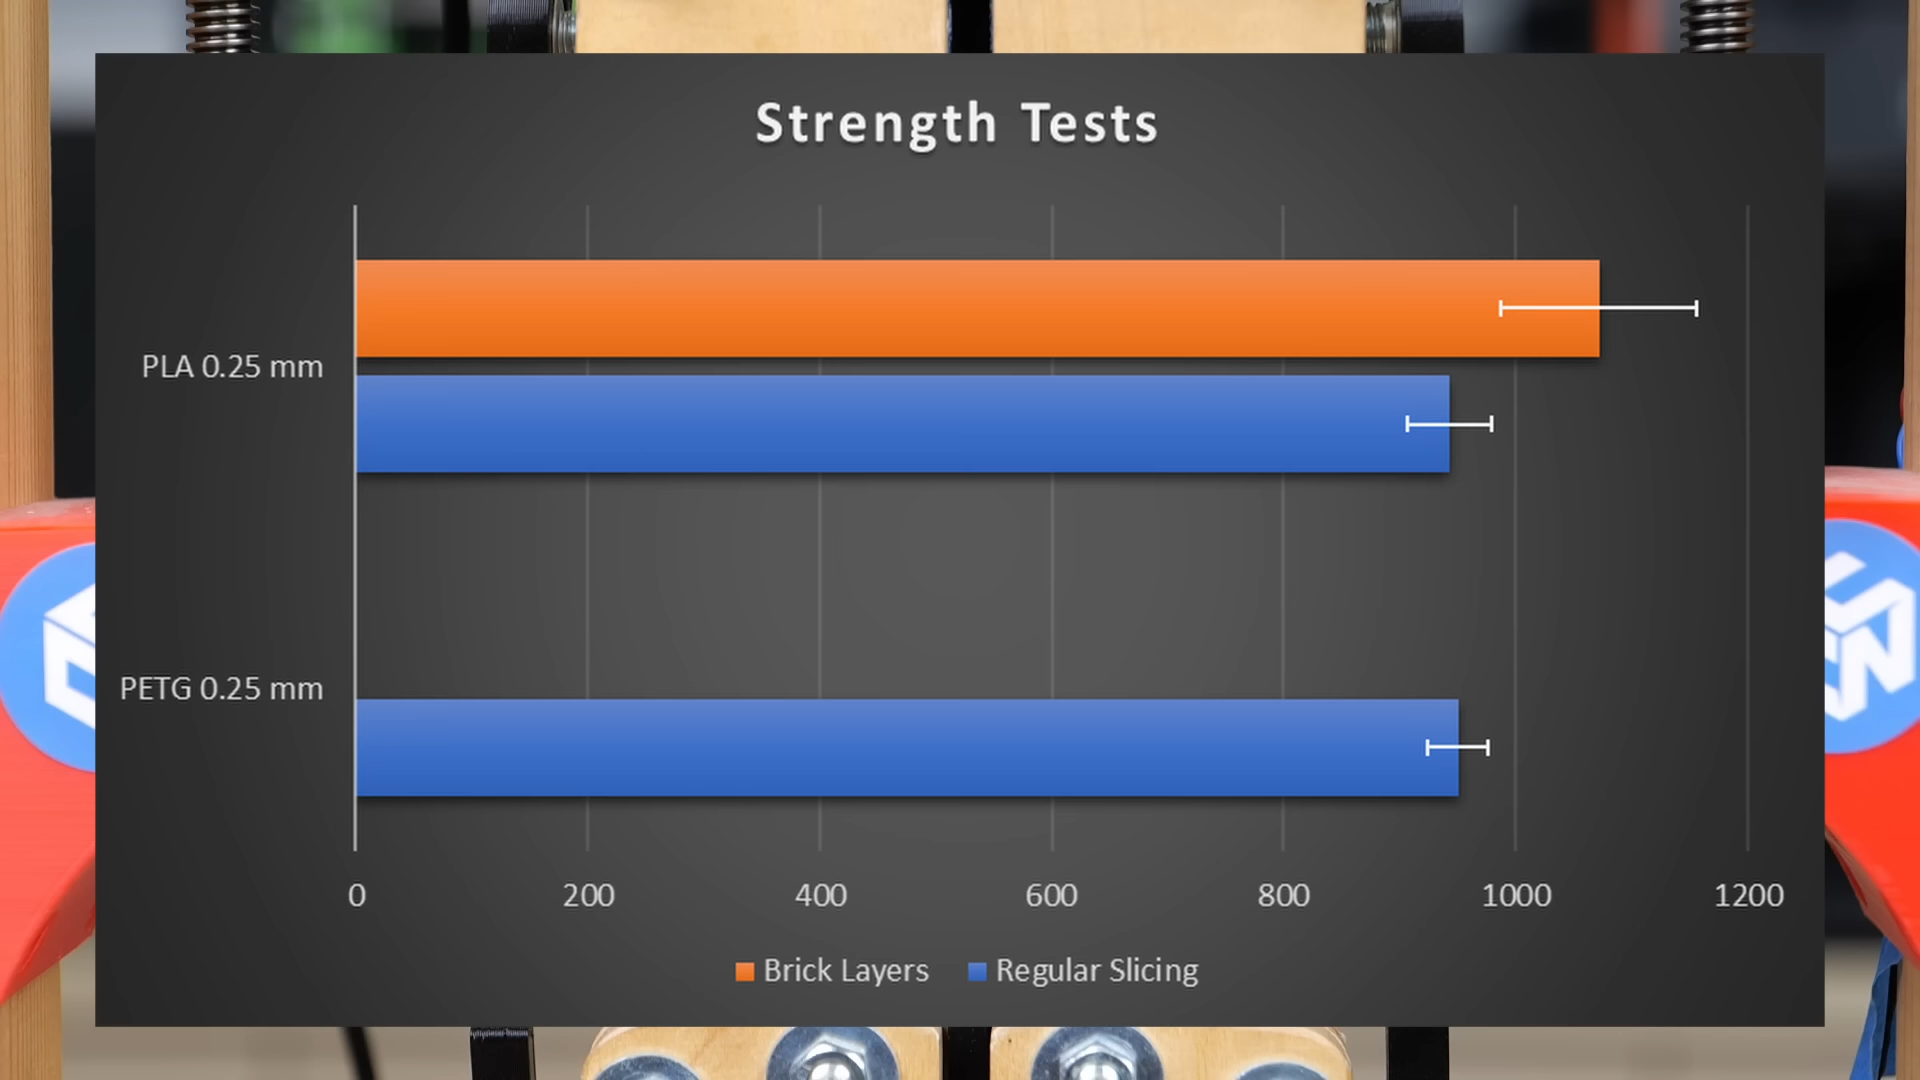 Strength Tests
PLA 0.25 mm
PETG 0.25 mm
0 200 400 600 800 1000 1200
Brick Layers Regular Slicing